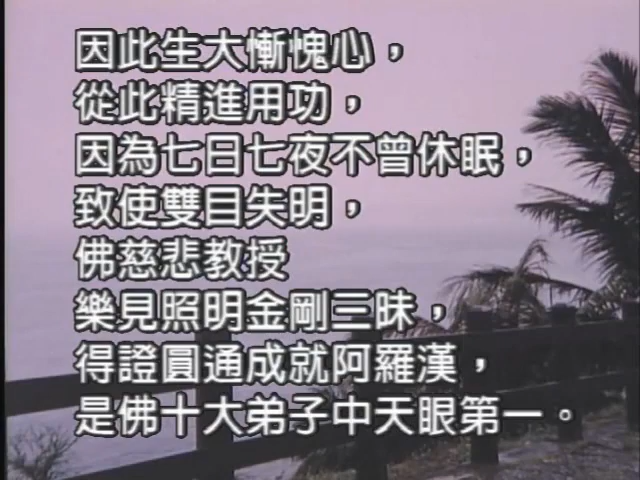 因此生大慚愧心，
從此精進用功，
因為七日七夜不曾休眠，
致使雙目失明，
佛慈悲教授
樂見照明金剛三昧，
得證圓通成就阿羅漢，
是佛十大弟子中天眼第一。